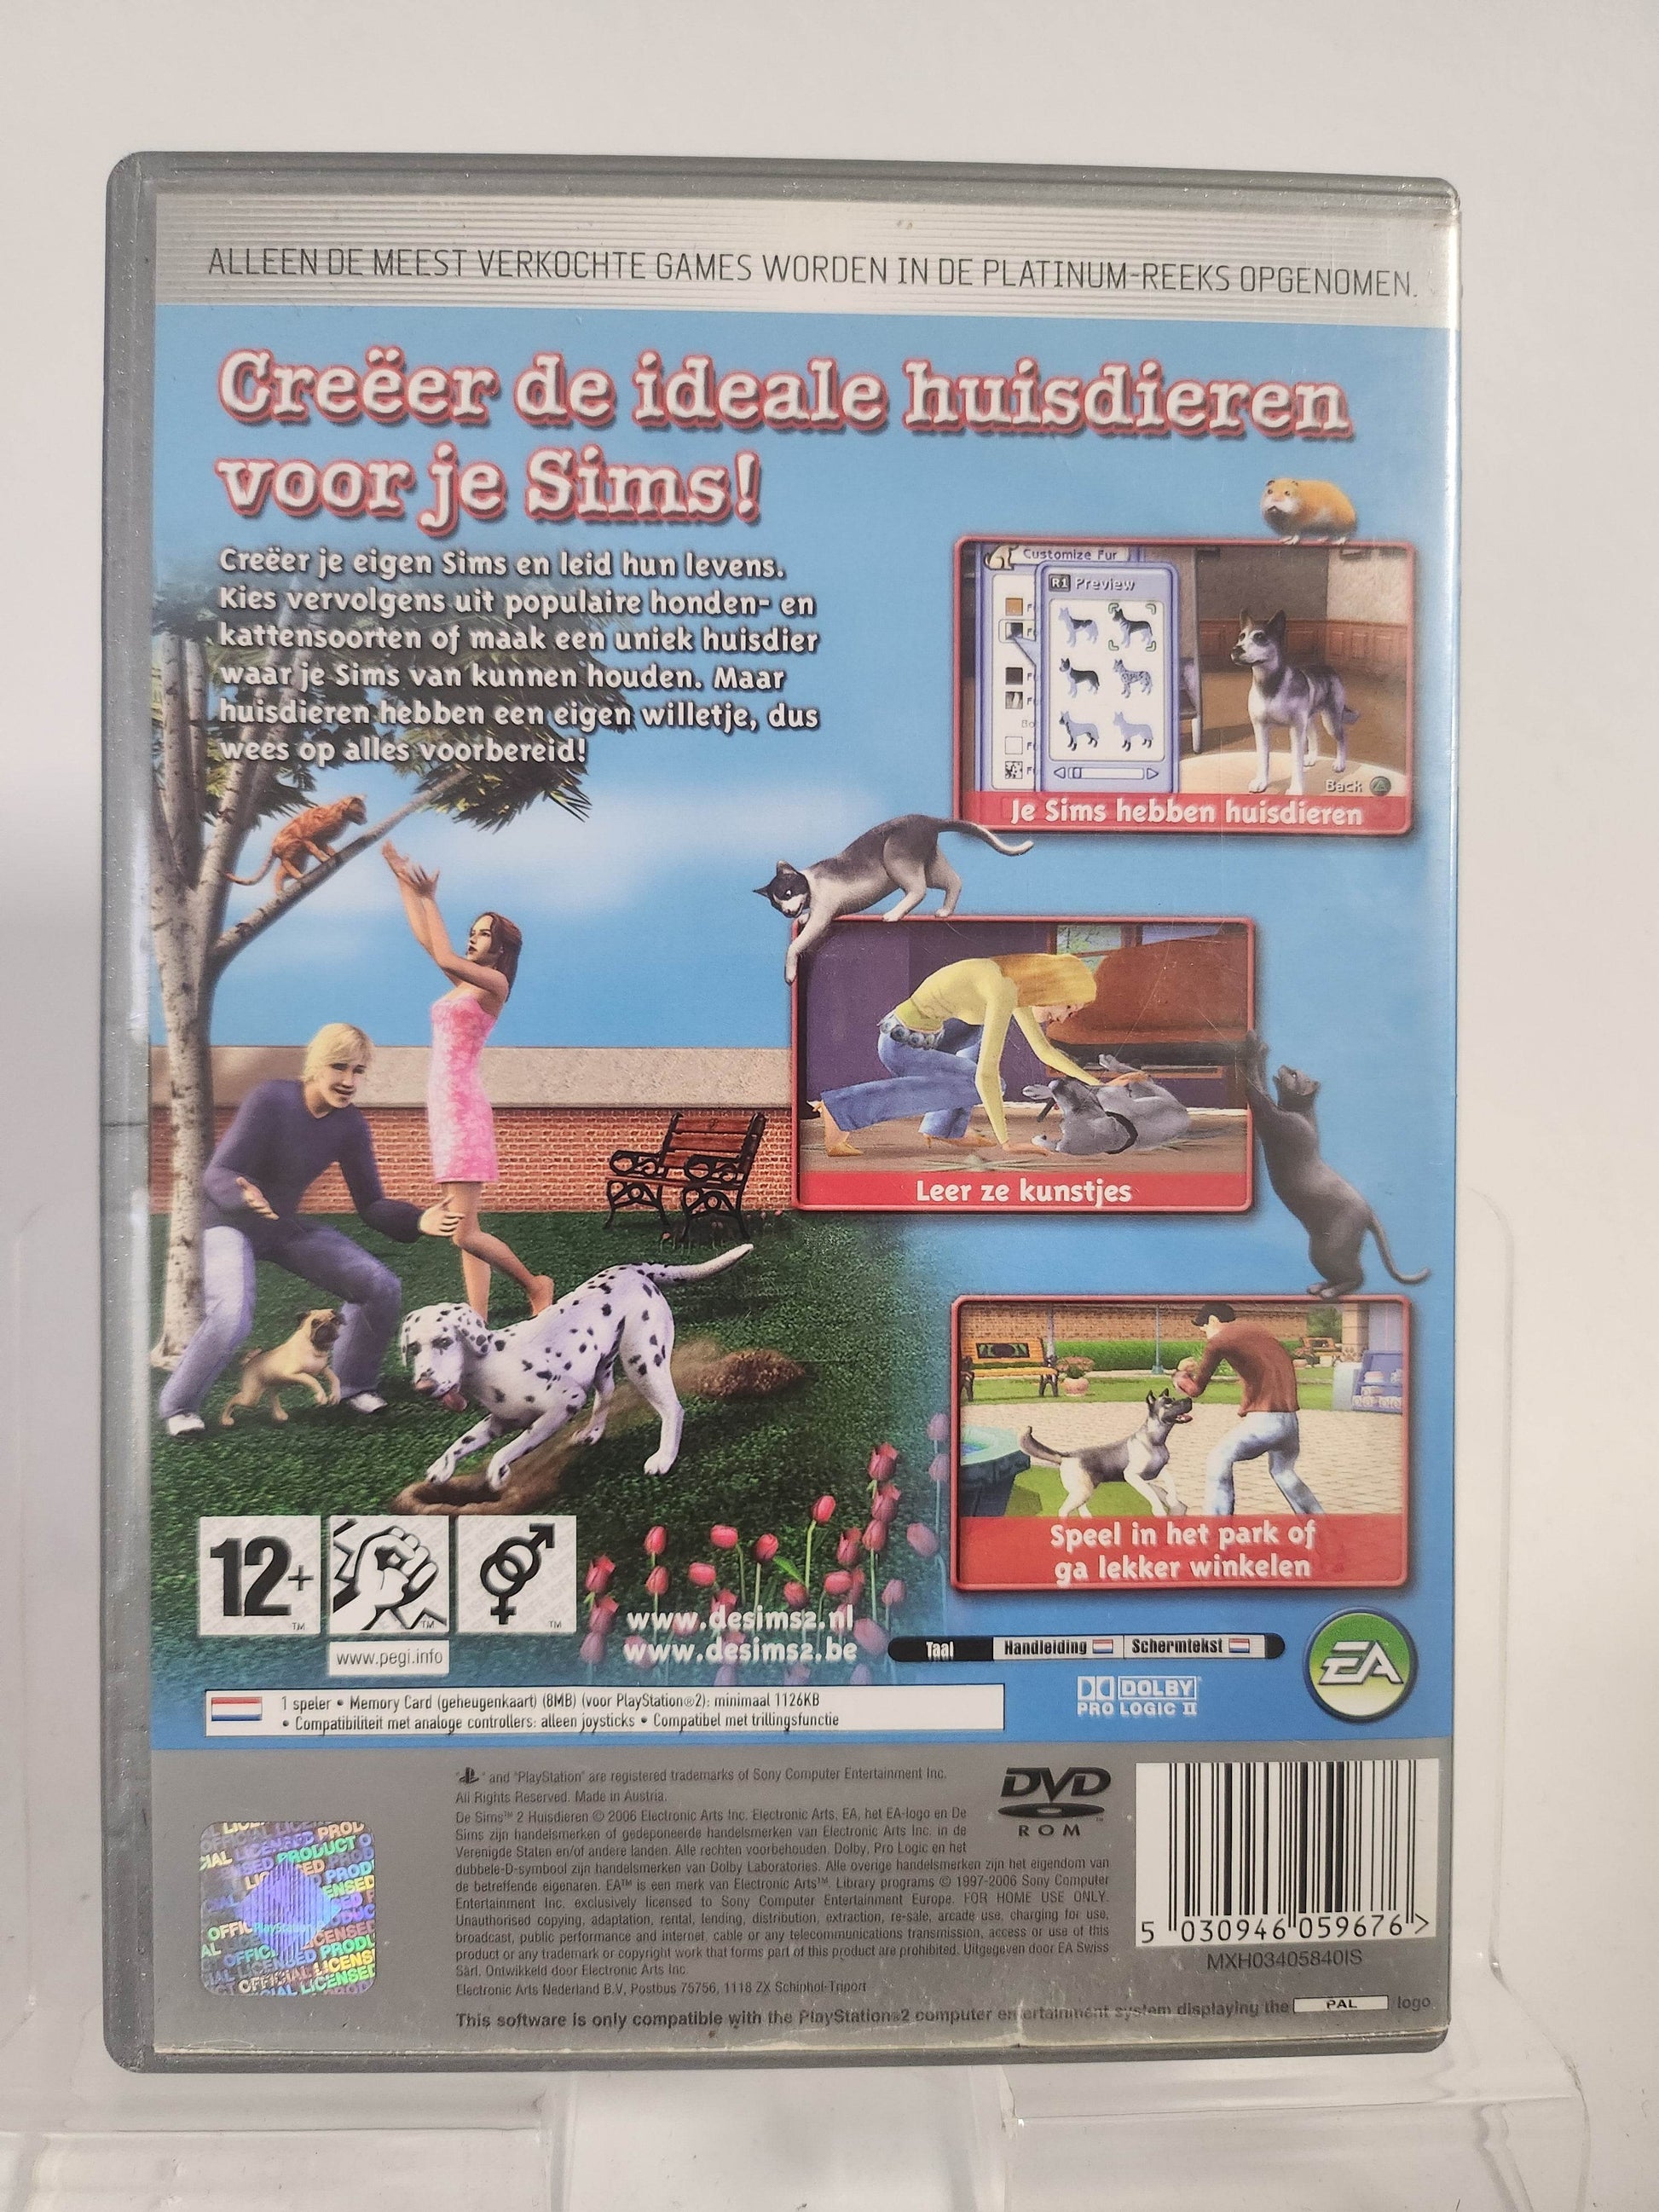 ALLEEN DE MEEST VERKOCHTE GAMES WORDEN IN DE PLATINUM-REEKS OPGENOMEN.
Creëer de ideale huisdieren
voor je Sims!
Creëer je eigen Sims en leid hun levens.
Kies vervolgens uit populaire honden- en
kattensoorten of maak een uniek huisdier
waar je Sims van kunnen houden. Maar
huisdieren hebben een eigen willetje, dus
wees op alles voorbereid!
Customize Fur
R1 Preview
Back
Je Sims hebben huisdieren
Leer ze kunstjes
Speel in het park of
ga lekker winkelen
12+
www.pegi.info
www.desims2.nl
www.desims2.be
Taal Handleiding Schermtekst
EA
DOLBY
PRO LOGIC II
1 speler • Memory Card (geheugenkaart) (8MB) (voor PlayStation®2): minimaal 1126KB
• Compatibiliteit met analoge controllers: alleen joysticks • Compatibel met trillingsfunctie
" " and "PlayStation" are registered trademarks of Sony Computer Entertainment Inc.
All Rights Reserved. Made in Austria.
De Sims™ 2 Huisdieren © 2006 Electronic Arts Inc. Electronic Arts, EA, het EA-logo en De
Sims zijn handelsmerken of gedeponeerde handelsmerken van Electronic Arts Inc. in de
Verenigde Staten en/of andere landen. Alle rechten voorbehouden. Dolby, Pro Logic en het
dubbele-D-symbool zijn handelsmerken van Dolby Laboratories. Alle overige handelsmerken zijn het eigendom van
de betreffende eigenaren. EA™ is een merk van Electronic Arts™. Library programs © 1997-2006 Sony Computer
Entertainment Inc. exclusively licensed to Sony Computer Entertainment Europe. FOR HOME USE ONLY.
Unauthorised copying, adaptation, rental, lending, distribution, extraction, re-sale, arcade use, charging for use,
broadcast, public performance and internet, cable or any telecommunications transmission, access or use of this
product or any trademark or copyright work that forms part of this product are prohibited. Uitgegeven door EA Swiss
Sàrl. Ontwikkeld door Electronic Arts Inc.
Electronic Arts Nederland B.V, Postbus 75756, 1118 ZX Schiphol-Triport
This software is only compatible with the PlayStation®2 computer entertainment system displaying the PAL logo
DVD
ROM
5 030946 059676 >
MXH03405840IS
OFFICIAL LICENSED PRODUCT
PlayStation